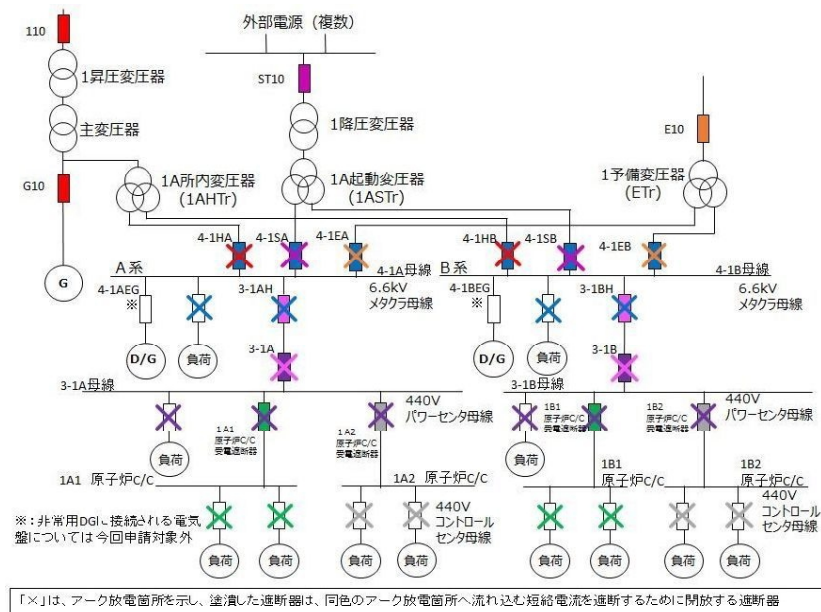 外部電源（複数）
110
1昇圧変圧器
ST10
1降圧変圧器
主変圧器
E10
G10
1A所内変圧器
(1AHTr)
1A起動変圧器
(1ASTr)
1予備変圧器
(ETr)
4-1HA
4-1SA
4-1EA
4-1HB
4-1SB
4-1EB
A系
4-1A母線
B系
4-1B母線
G
4-1AEG
※
3-1AH
6.6kV
メタクラ母線
4-1BEG
※
3-1BH
6.6kV
メタクラ母線
D/G
負荷
3-1A
D/G
負荷
3-1B
3-1A母線
3-1B母線
440V
パワーセンタ母線
440V
パワーセンタ母線
1A1
原子炉C/C
受電遮断器
1A2
原子炉C/C
受電遮断器
1B1
原子炉C/C
受電遮断器
1B2
原子炉C/C
受電遮断器
負荷
負荷
1A1 原子炉C/C
1A2 原子炉C/C
1B1
原子炉C/C
1B2
原子炉C/C
440V
コントロール
センタ母線
440V
コントロール
センタ母線
※：非常用DGに接続される電気
盤については今回申請対象外
負荷
負荷
負荷
負荷
負荷
負荷
負荷
負荷
「×」は、アーク放電箇所を示し、塗潰した遮断器は、同色のアーク放電箇所へ流れ込む短絡電流を遮断するために開放する遮断器